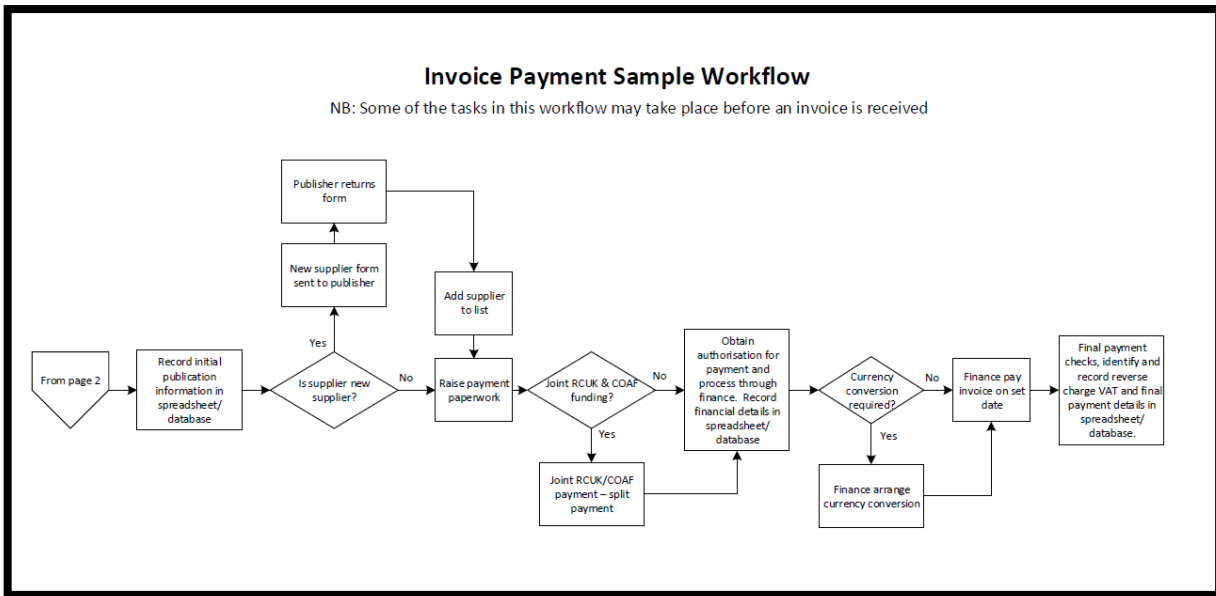 Invoice Payment Sample Workflow
NB: Some of the tasks in this workflow may take place before an invoice is received
Publisher returns
form
New supplier form
sent to publisher
Add supplier
to list
Yes
From page 2
Record initial
publication
information in
spreadsheet/
database
Is supplier new
supplier?
No
Raise payment
paperwork
Joint RCUK & COAF
funding?
No
Yes
Joint RCUK/COAF
payment – split
payment
Obtain
authorisation for
payment and
process through
finance. Record
financial details in
spreadsheet/
database
Currency
conversion
required?
No
Yes
Finance arrange
currency conversion
Finance pay
invoice on set
date
Final payment
checks, identify and
record reverse
charge VAT and final
payment details in
spreadsheet/
database.